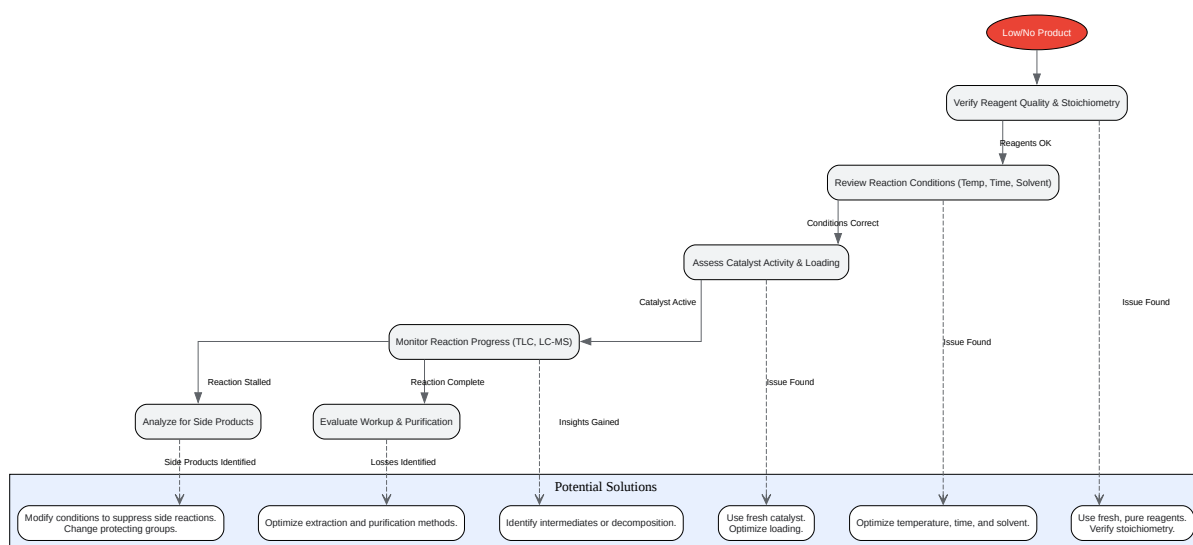 Low/No Product
Verify Reagent Quality & Stoichiometry
Reagents OK
Review Reaction Conditions (Temp, Time, Solvent)
Conditions Correct
Assess Catalyst Activity & Loading
Catalyst Active
Issue Found
Monitor Reaction Progress (TLC, LC-MS)
Issue Found
Reaction Stalled
Reaction Complete
Issue Found
Analyze for Side Products
Evaluate Workup & Purification
Insights Gained
Side Products Identified
Losses Identified
Potential Solutions
Modify conditions to suppress side reactions.
Change protecting groups.
Optimize extraction and purification methods.
Identify intermediates or decomposition.
Use fresh catalyst.
Optimize loading.
Optimize temperature, time, and solvent.
Use fresh, pure reagents.
Verify stoichiometry.